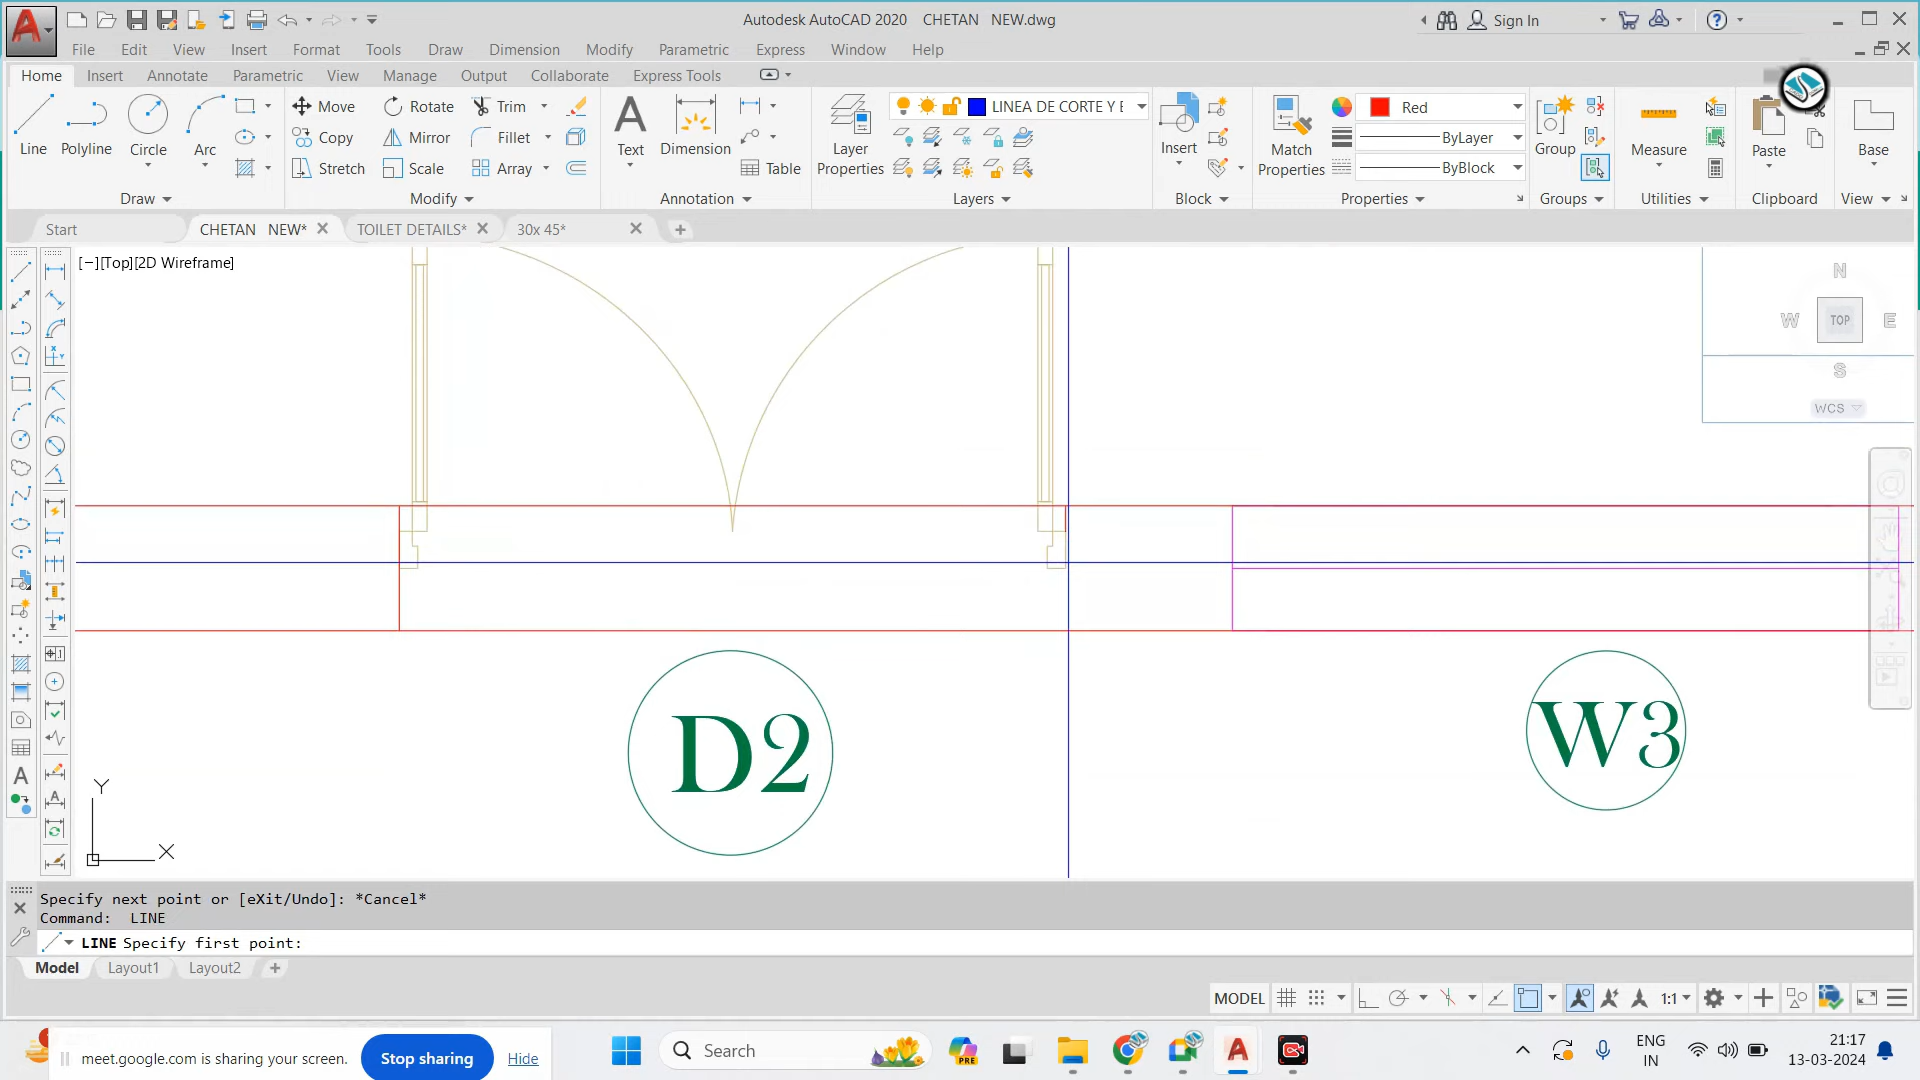 Autodesk AutoCAD 2020 CHETAN NEW.dwg
Sign In
File Edit View Insert Format Tools Draw Dimension Modify Parametric Express Window Help
Home Insert Annotate Parametric View Manage Output Collaborate Express Tools
Line Polyline Circle Arc
Move Rotate Trim
Copy Mirror Fillet
Stretch Scale Array
Text Dimension
Table
Layer Properties
LINEA DE CORTE Y E
Insert
Match Properties
Red
ByLayer
ByBlock
Group
Measure
Paste
Base
Draw Modify Annotation Layers Block Properties Groups Utilities Clipboard View
Start CHETAN NEW* TOILET DETAILS* 30x 45*
[−][Top][2D Wireframe]
N
W TOP E
S
WCS
D2
W3
Y
X
Specify next point or [eXit/Undo]: *Cancel*
Command: LINE
LINE Specify first point:
Model Layout1 Layout2
MODEL
1:1
meet.google.com is sharing your screen.
Stop sharing
Hide
Search
PRE
ENG
IN
21:17
13-03-2024